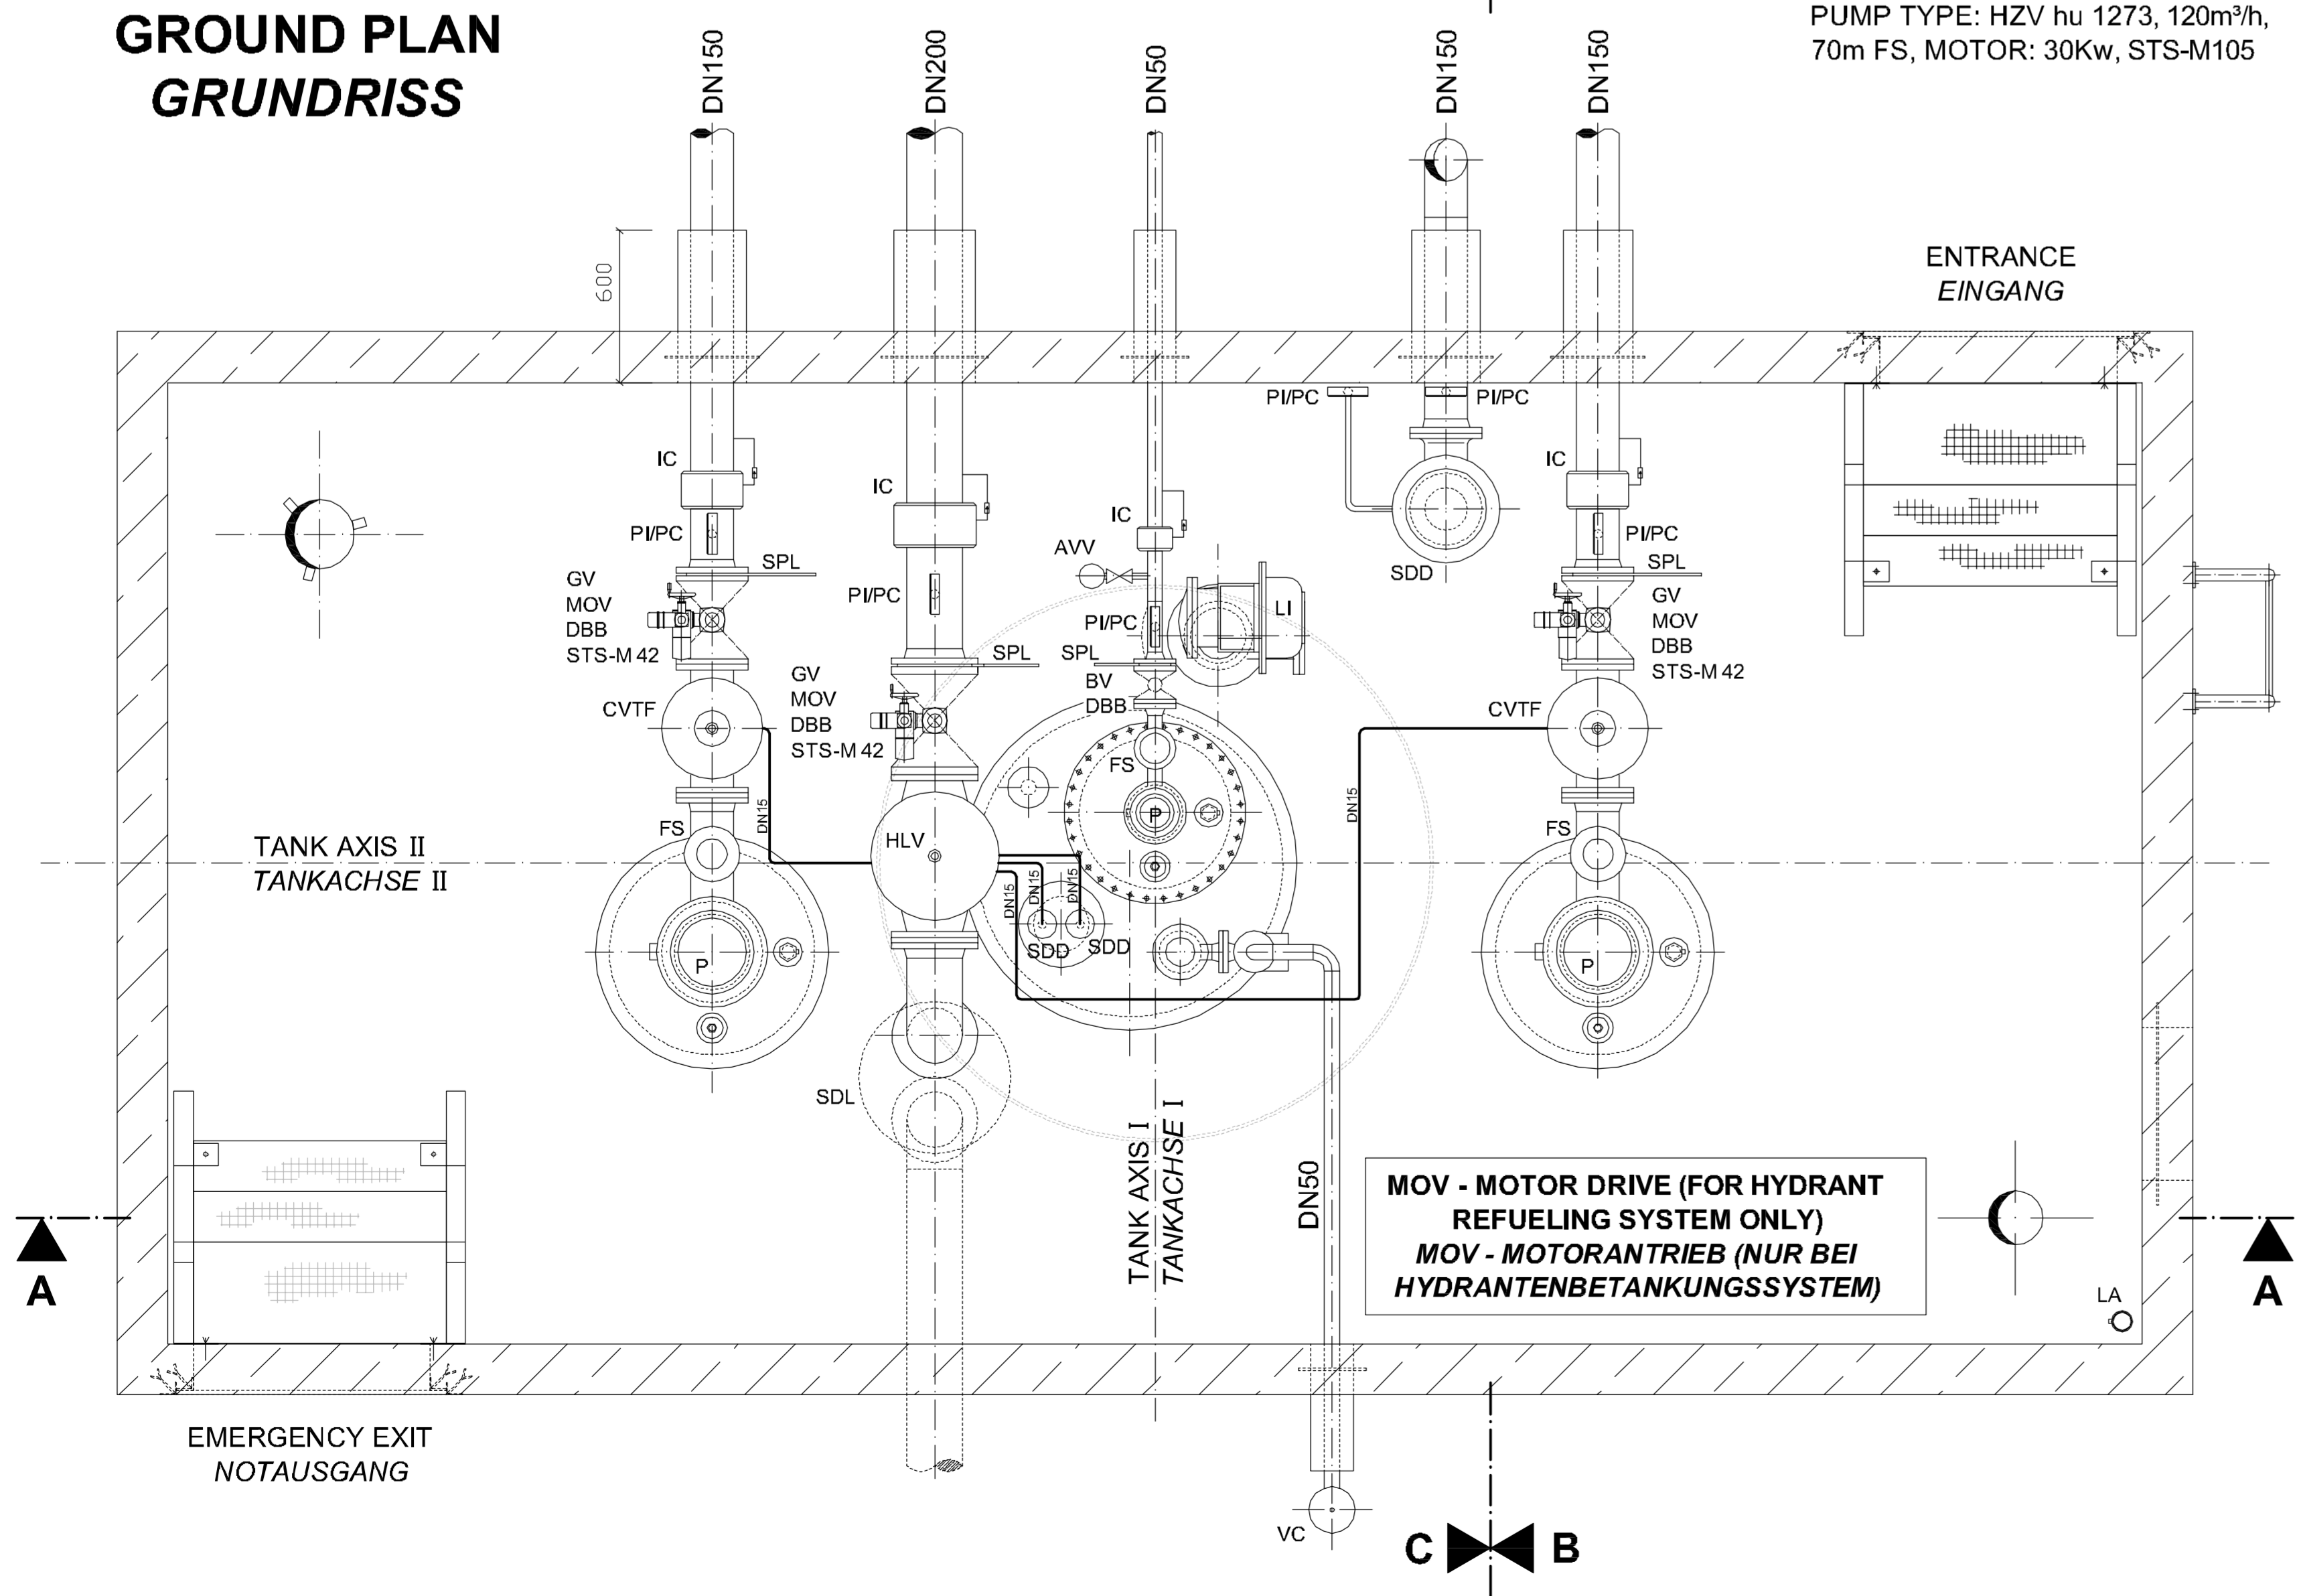 GROUND PLAN
GRUNDRISS
PUMP TYPE: HZV hu 1273, 120m³/h,
70m FS, MOTOR: 30Kw, STS-M105
DN150
DN200
DN50
DN150
DN150
600
ENTRANCE
EINGANG
PI/PC
PI/PC
IC
IC
IC
IC
PI/PC
PI/PC
AVV
SPL
SPL
SDD
GV
MOV
DBB
STS-M 42
PI/PC
PI/PC
LI
GV
MOV
DBB
STS-M 42
SPL
SPL
GV
MOV
DBB
STS-M 42
BV
DBB
CVTF
CVTF
FS
P
DN15
DN15
FS
FS
HLV
TANK AXIS II
TANKACHSE II
DN15
DN15
DN15
SDD
SDD
P
P
SDL
TANK AXIS I
TANKACHSE I
DN50
MOV - MOTOR DRIVE (FOR HYDRANT
REFUELING SYSTEM ONLY)
MOV - MOTORANTRIEB (NUR BEI
HYDRANTENBETANKUNGSSYSTEM)
A
A
LA
EMERGENCY EXIT
NOTAUSGANG
VC
C
B